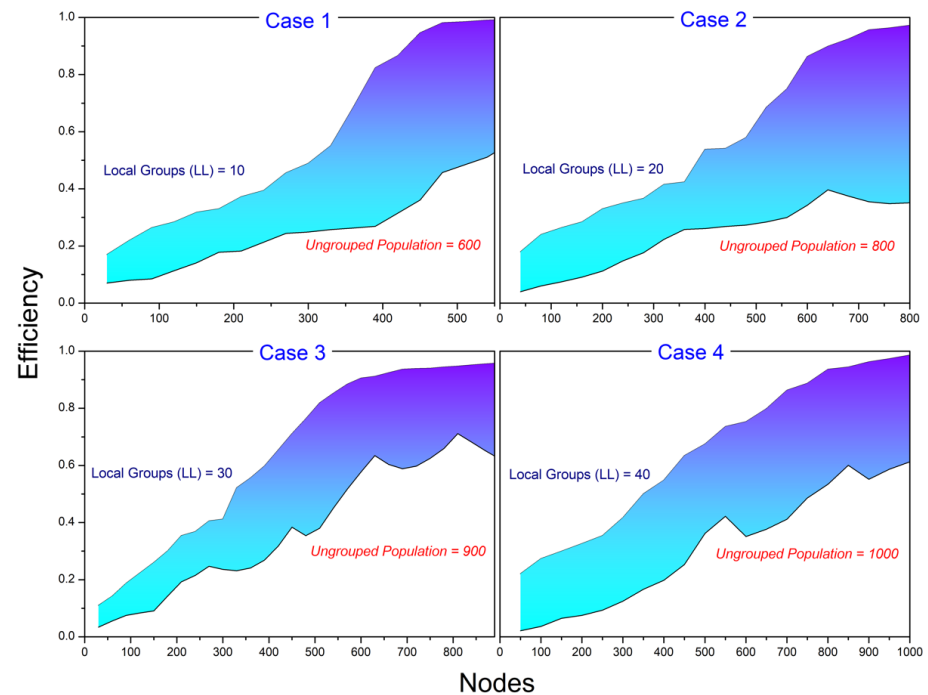 Case 1
Case 2
1.0
0.8
0.6
0.4
0.2
0.0
Local Groups (LL) = 10
Ungrouped Population = 600
0 100 200 300 400 500
Local Groups (LL) = 20
Ungrouped Population = 800
0 100 200 300 400 500 600 700 800
Efficiency
Case 3
Case 4
1.0
0.8
0.6
0.4
0.2
0.0
Local Groups (LL) = 30
Ungrouped Population = 900
0 100 200 300 400 500 600 700 800
Local Groups (LL) = 40
Ungrouped Population = 1000
0 100 200 300 400 500 600 700 800 900 1000
Nodes